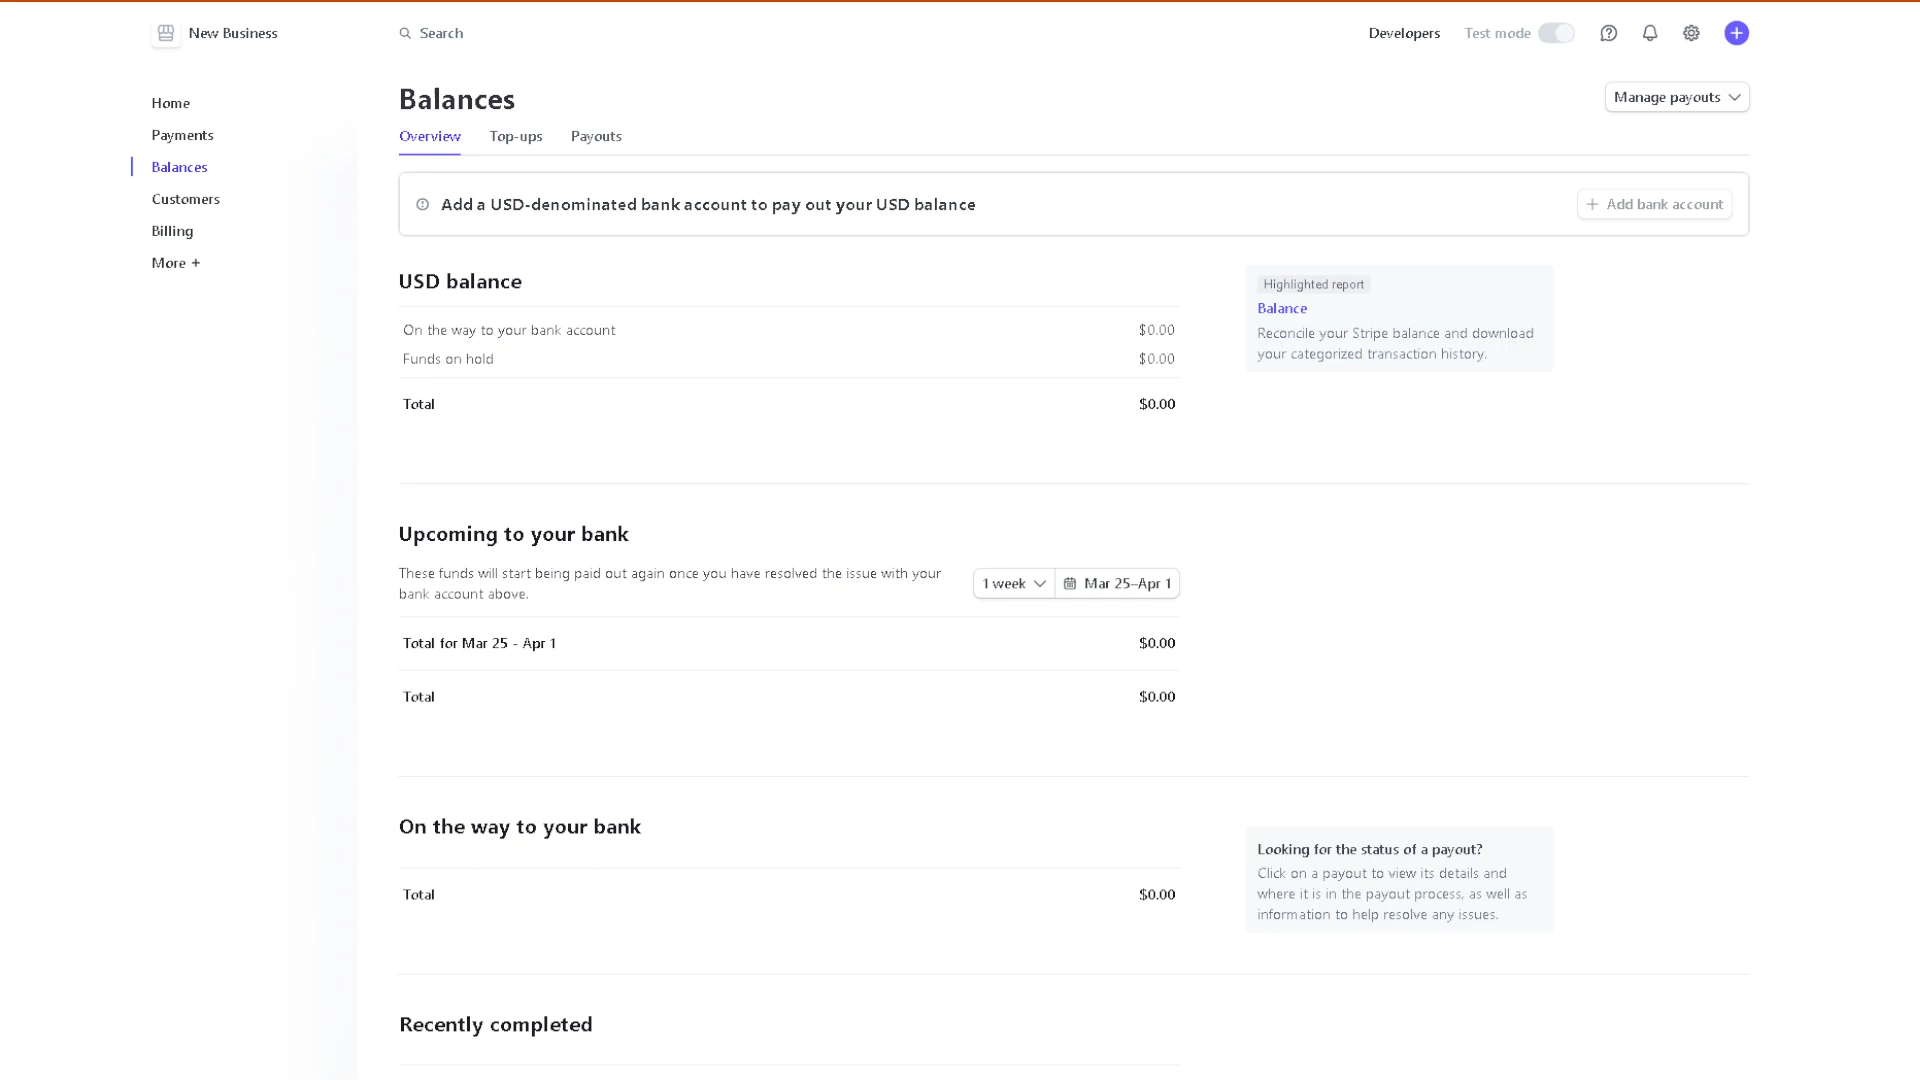 New Business
Search
Developers
Test mode
Home
Payments
Balances
Customers
Billing
More +
Balances
Manage payouts
Overview
Top-ups
Payouts
Add a USD-denominated bank account to pay out your USD balance
+ Add bank account
USD balance
On the way to your bank account $0.00
Funds on hold $0.00
Total $0.00
Highlighted report
Balance
Reconcile your Stripe balance and download
your categorized transaction history.
Upcoming to your bank
These funds will start being paid out again once you have resolved the issue with your
bank account above.
1 week
Mar 25–Apr 1
Total for Mar 25 - Apr 1 $0.00
Total $0.00
On the way to your bank
Total $0.00
Looking for the status of a payout?
Click on a payout to view its details and
where it is in the payout process, as well as
information to help resolve any issues.
Recently completed